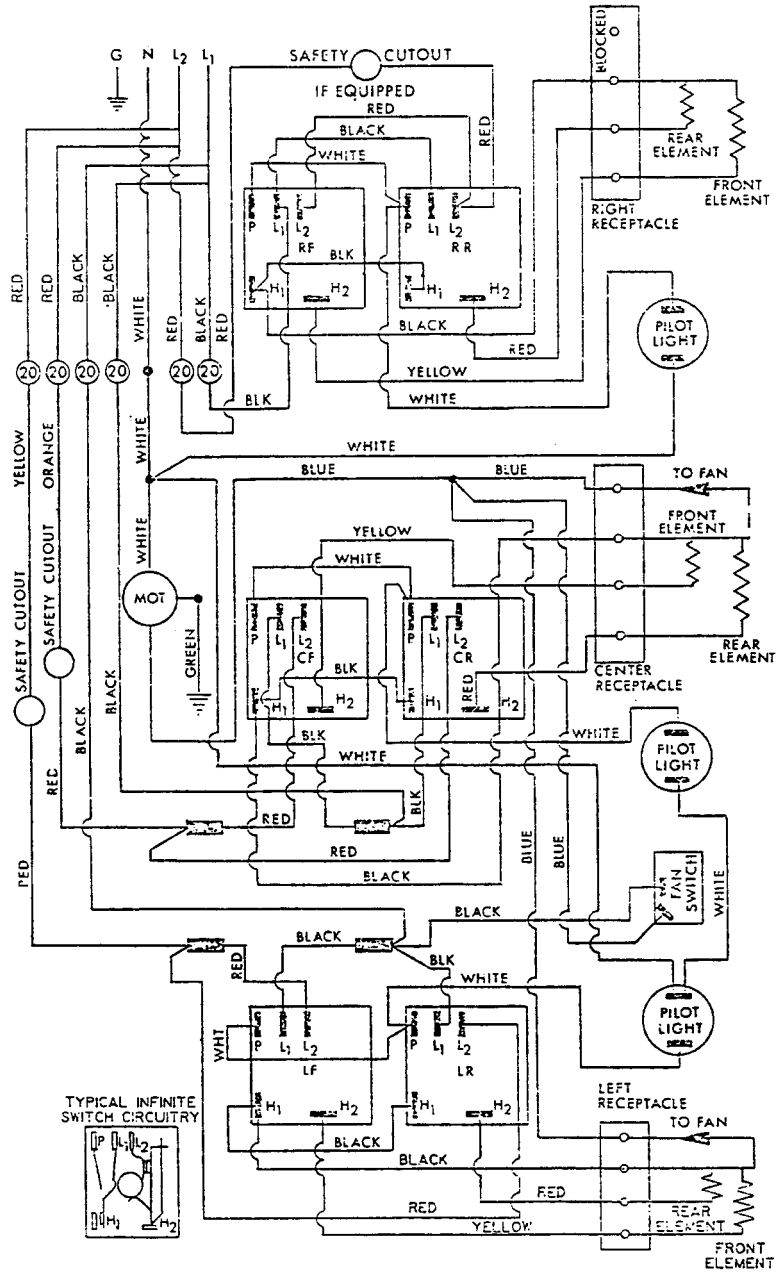 G N L2 L1
SAFETY CUTOUT
IF EQUIPPED
RED
BLACK
WHITE
RED
BLOCKED
REAR ELEMENT
FRONT ELEMENT
RIGHT RECEPTACLE
P L1 L2
RF
H1 H2
P L1 L2
RR
H1 H2
BLK
BLACK
RED
YELLOW
WHITE
PILOT LIGHT
RED
RED
BLACK
BLACK
WHITE
RED
BLACK
RED
20 20 20 20 20 20
BLK
WHITE
WHITE
BLUE
BLUE
TO FAN
FRONT ELEMENT
REAR ELEMENT
CENTER RECEPTACLE
YELLOW
ORANGE
SAFETY CUTOUT
SAFETY CUTOUT
WHITE
MOT
GREEN
YELLOW
WHITE
P L1 L2
CF
H1 H2
P L1 L2
CR
H1 H2
BLK
RED
BLK
WHITE
WHITE
PILOT LIGHT
BLACK
BLACK
RED
RED
RED
BLK
RED
BLACK
BLUE
BLUE
FAN SWITCH
WHITE
BLACK
BLACK
RED
BLK
WHITE
PILOT LIGHT
WHT
P L1 L2
LF
H1 H2
P L1 L2
LR
H1 H2
LEFT RECEPTACLE
TO FAN
BLACK
BLACK
RED
RED
YELLOW
REAR ELEMENT
FRONT ELEMENT
TYPICAL INFINITE
SWITCH CIRCUITRY
P L1 L2
H1 H2